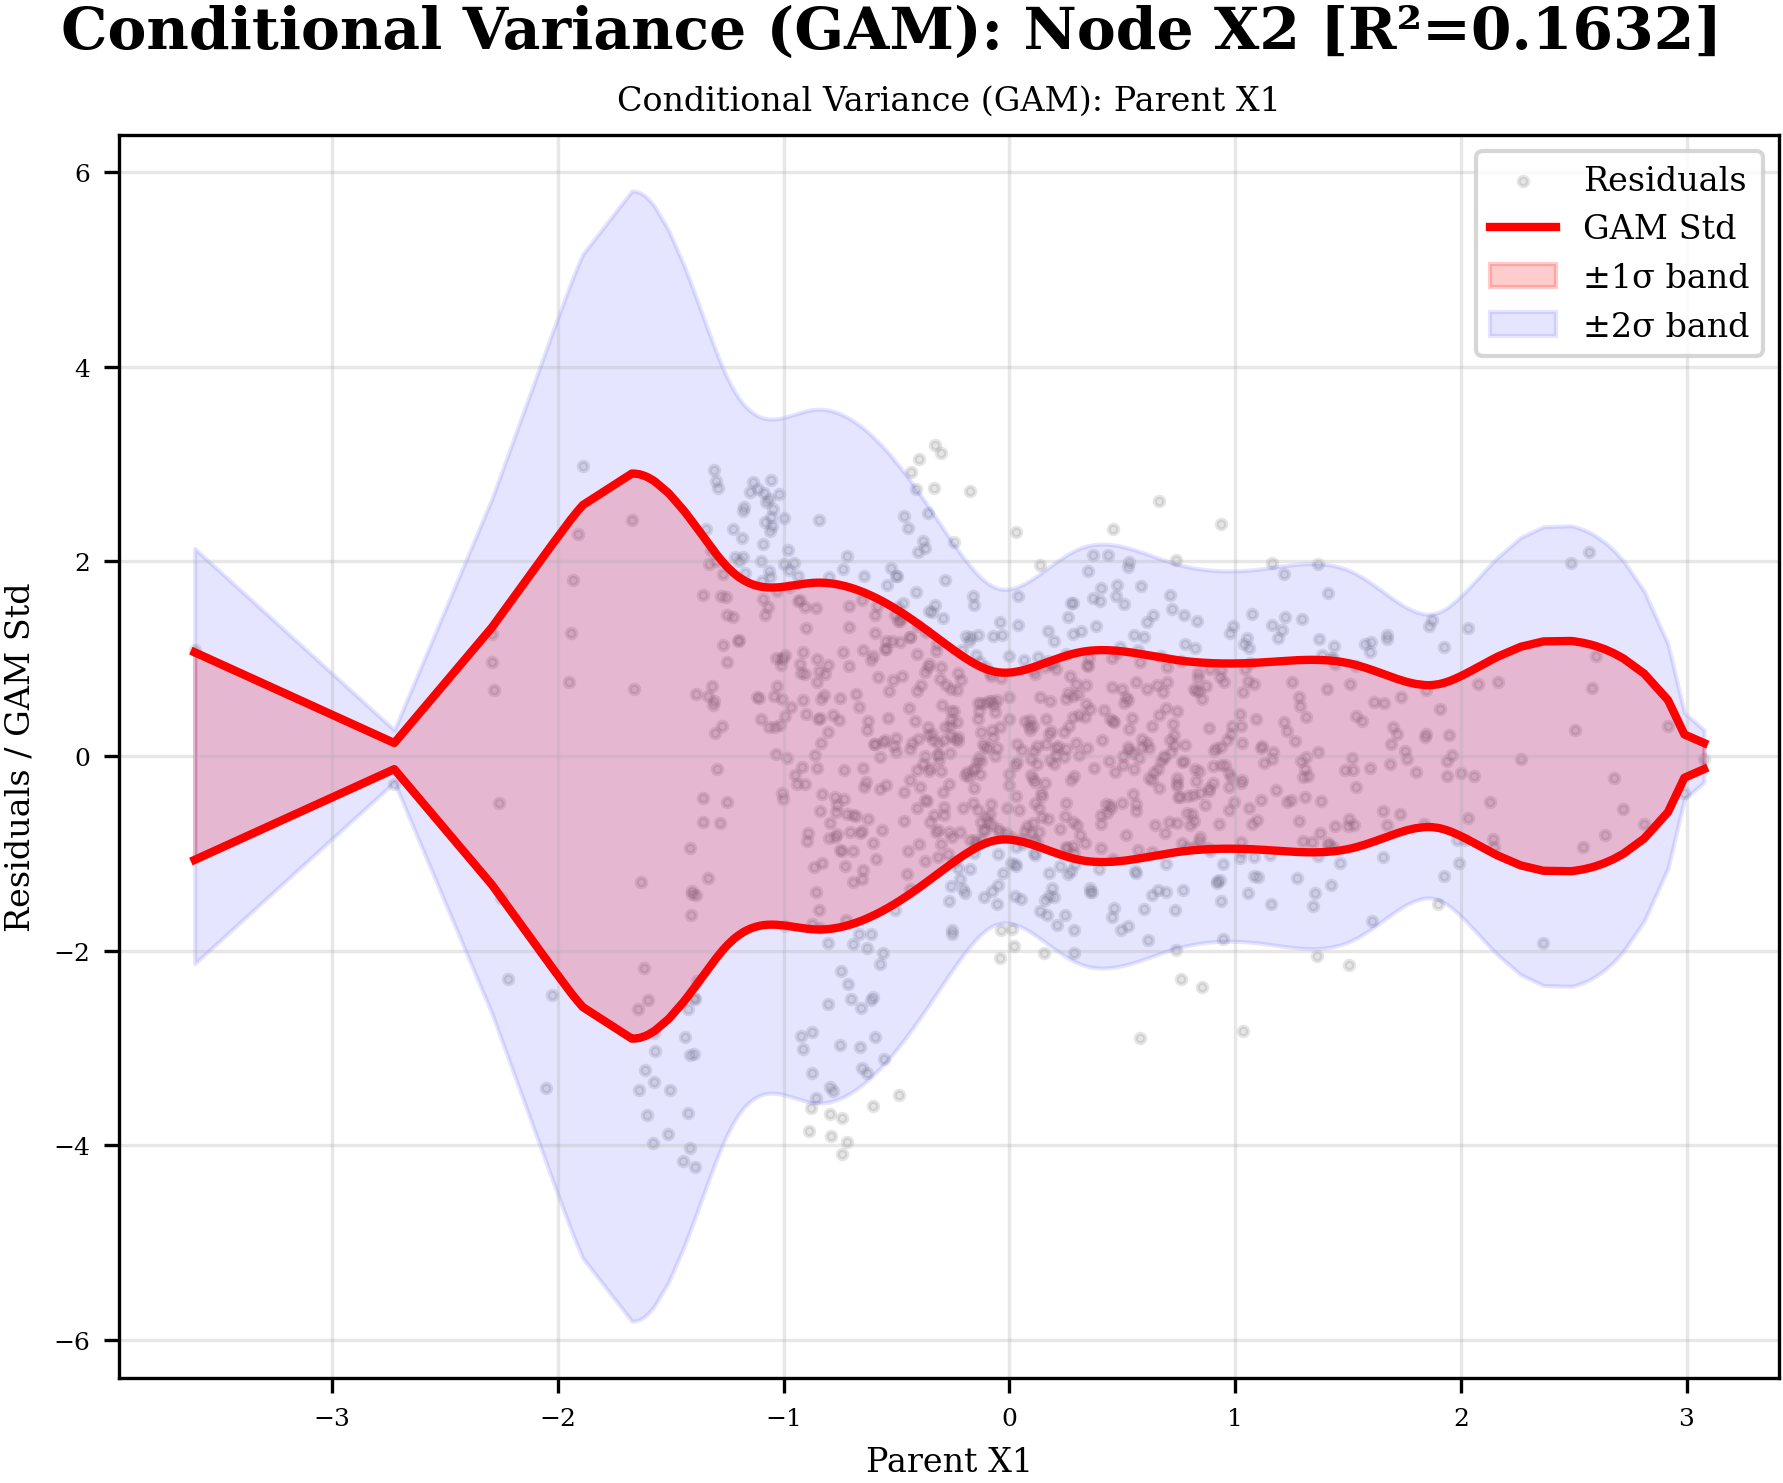 Conditional Variance (GAM): Node X2 [R²=0.1632]
Conditional Variance (GAM): Parent X1
Residuals
GAM Std
±1σ band
±2σ band
Residuals / GAM Std
6
4
2
0
−2
−4
−6
−3
−2
−1
0
1
2
3
Parent X1